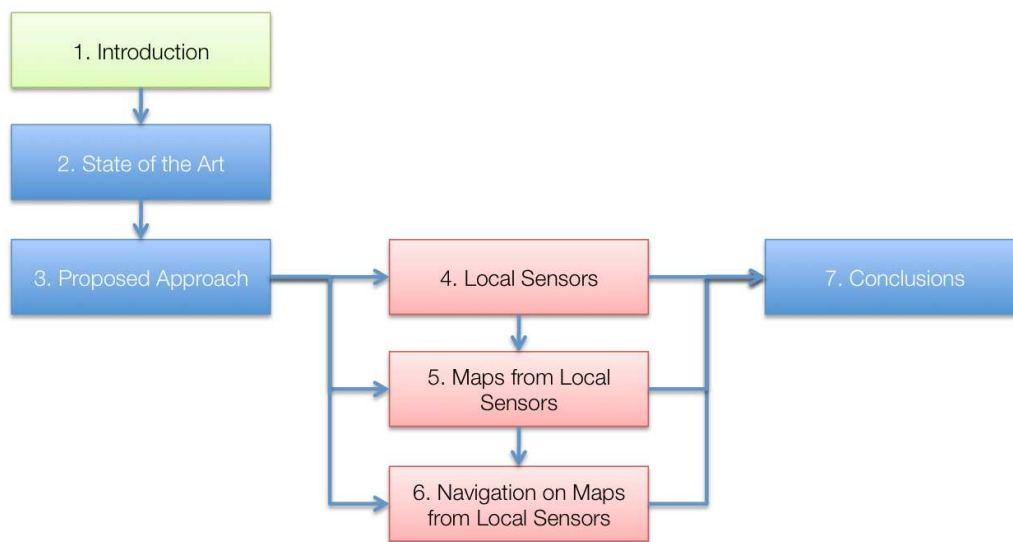 1. Introduction
2. State of the Art
3. Proposed Approach
4. Local Sensors
7. Conclusions
5. Maps from Local
Sensors
6. Navigation on Maps
from Local Sensors